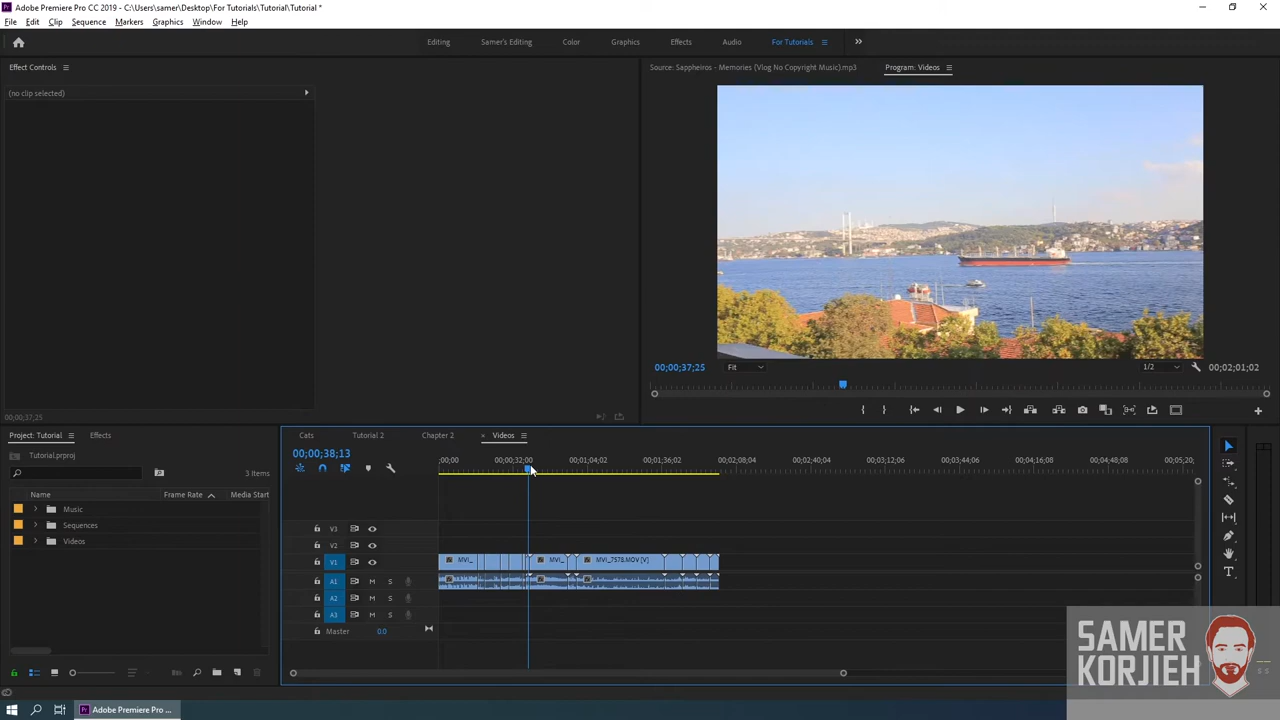 Adobe Premiere Pro CC 2019 - C:\Users\samer\Desktop\For Tutorials\Tutorial\Tutorial *
File Edit Clip Sequence Markers Graphics Window Help
Editing Samer's Editing Color Graphics Effects Audio For Tutorials
Effect Controls
Source: Sappheiros - Memories (Vlog No Copyright Music).mp3 Program: Videos
(no clip selected)
00;00;37;25 Fit 1/2 00;02;01;02
00;00;37;25
Project: Tutorial Effects
Tutorial.prproj
3 Items
Name Frame Rate Media Start
Music
Sequences
Videos
Cats Tutorial 2 Chapter 2 Videos
00;00;38;13
;00;00 00;00;32;00 00;01;04;02 00;01;36;02 00;02;08;04 00;02;40;04 00;03;12;06 00;03;44;06 00;04;16;08 00;04;48;08 00;05;20;
V3
V2
V1 MVI_ MVI_ MVI_7578.MOV [V]
A1 M S
A2 M S
A3 M S
Master 0.0
S S
SAMER
KORJIEH
Adobe Premiere Pro ...